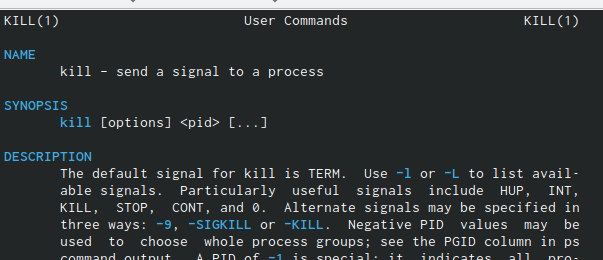 KILL(1) User Commands KILL(1)
NAME
kill - send a signal to a process
SYNOPSIS
kill [options] <pid> [...]
DESCRIPTION
The default signal for kill is TERM. Use -l or -L to list avail-
able signals. Particularly useful signals include HUP, INT,
KILL, STOP, CONT, and 0. Alternate signals may be specified in
three ways: -9, -SIGKILL or -KILL. Negative PID values may be
used to choose whole process groups; see the PGID column in ps
command output. A PID of -1 is special; it indicates all pro-